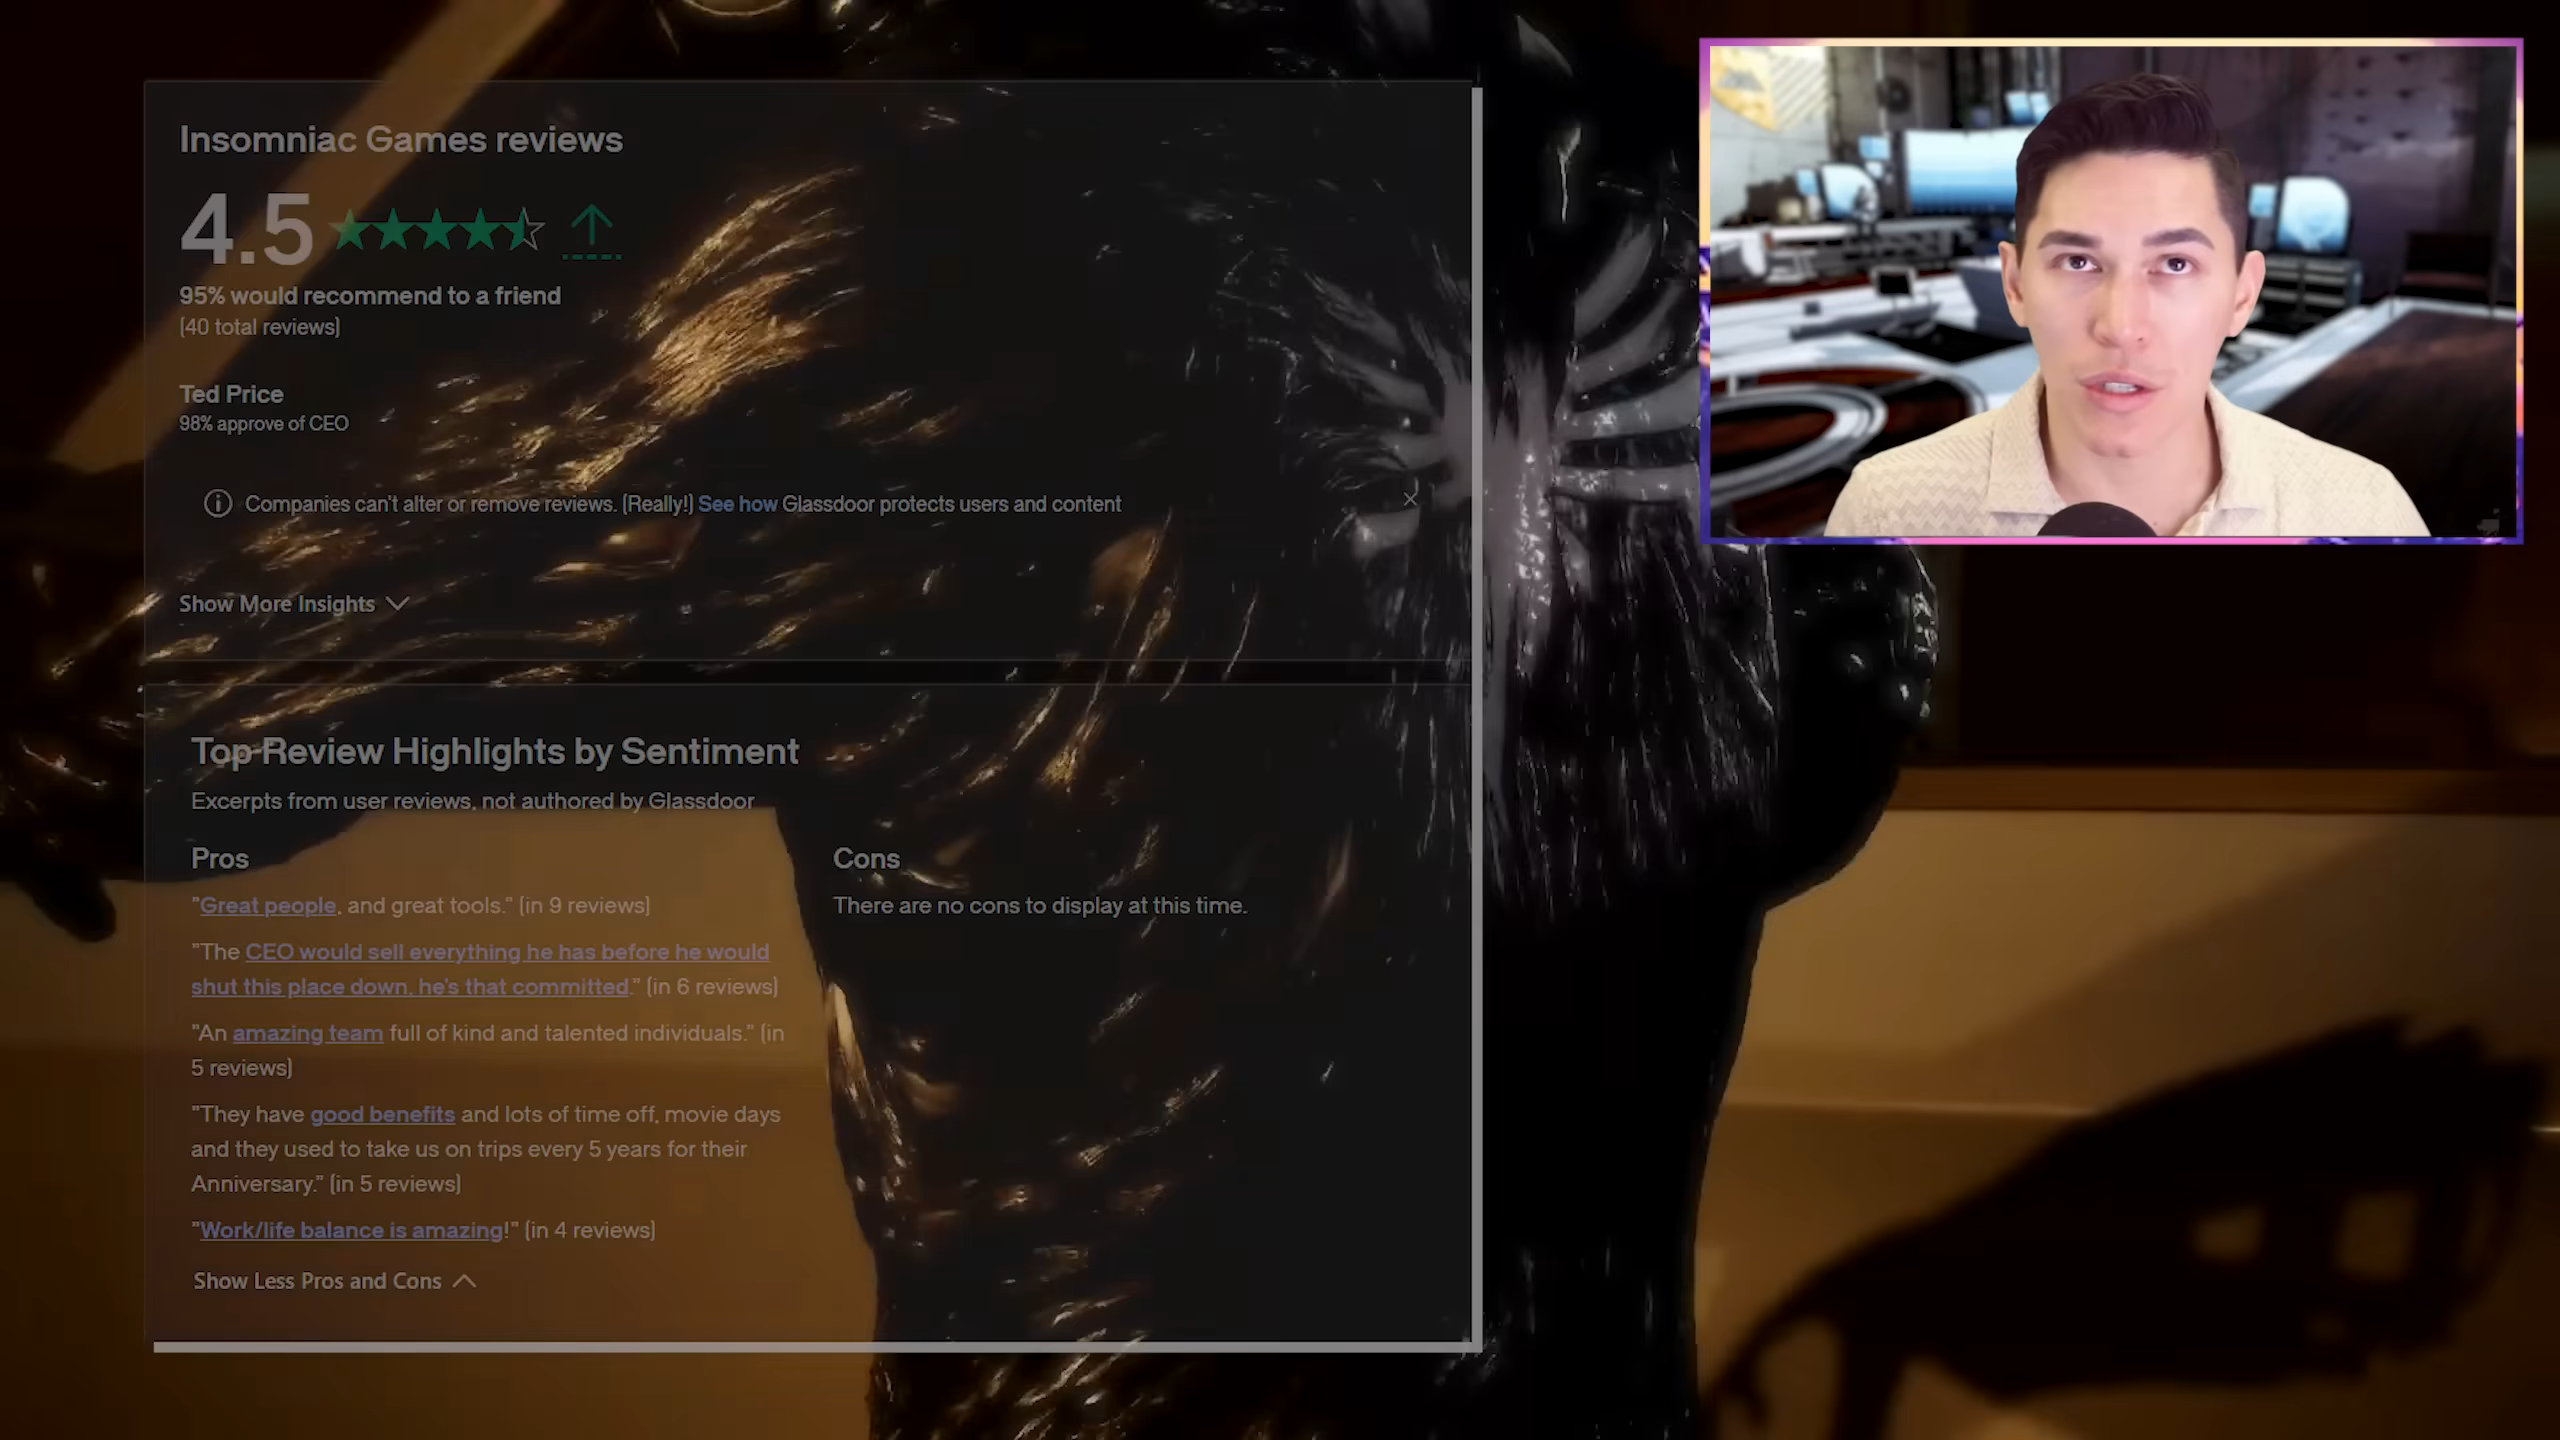 Insomniac Games reviews
4.5
95% would recommend to a friend
(40 total reviews)
Ted Price
98% approve of CEO
Companies can't alter or remove reviews. (Really!) See how Glassdoor protects users and content
Show More Insights
Top Review Highlights by Sentiment
Excerpts from user reviews, not authored by Glassdoor
Pros
"Great people, and great tools." (in 9 reviews)
"The CEO would sell everything he has before he would
shut this place down, he's that committed." (in 6 reviews)
"An amazing team full of kind and talented individuals." (in
5 reviews)
"They have good benefits and lots of time off, movie days
and they used to take us on trips every 5 years for their
Anniversary." (in 5 reviews)
"Work/life balance is amazing!" (in 4 reviews)
Show Less Pros and Cons
Cons
There are no cons to display at this time.